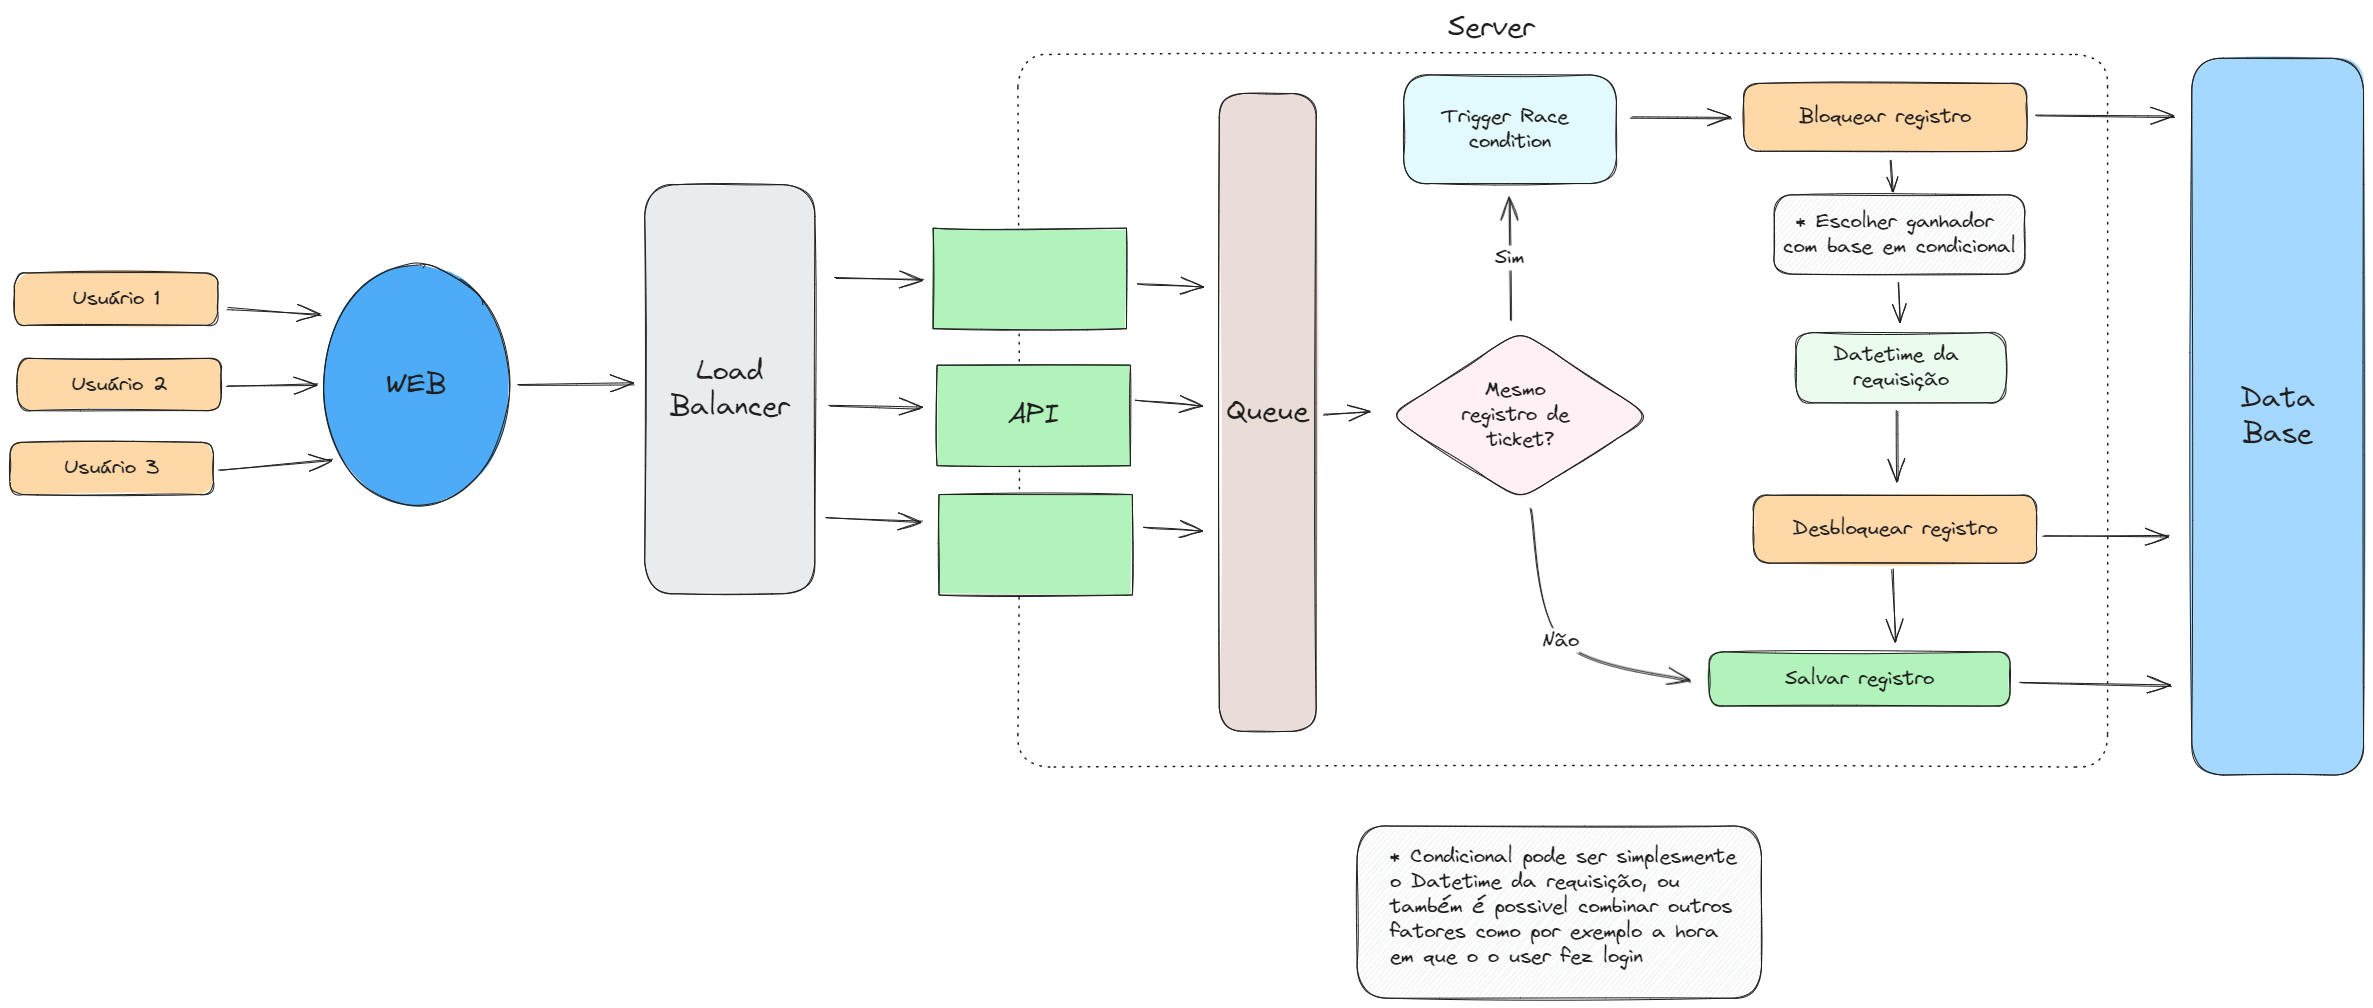 Server
Usuário 1
Usuário 2
Usuário 3
WEB
Load
Balancer
API
Queue
Mesmo
registro de
ticket?
Sim
Não
Trigger Race
condition
Bloquear registro
* Escolher ganhador
com base em condicional
Datetime da
requisição
Desbloquear registro
Salvar registro
Data
Base
* Condicional pode ser simplesmente
o Datetime da requisição, ou
também é possivel combinar outros
fatores como por exemplo a hora
em que o o user fez login